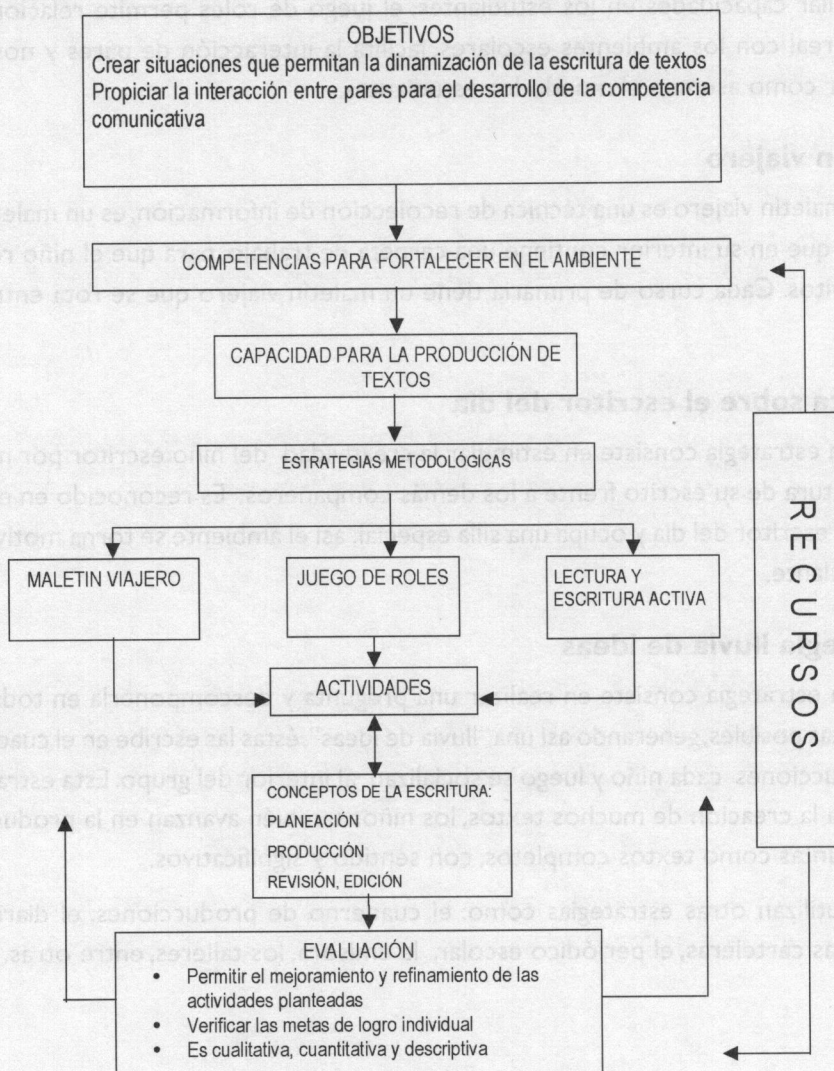 OBJETIVOS
Crear situaciones que permitan la dinamización de la escritura de textos
Propiciar la interacción entre pares para el desarrollo de la competencia
comunicativa
COMPETENCIAS PARA FORTALECER EN EL AMBIENTE
CAPACIDAD PARA LA PRODUCCIÓN DE
TEXTOS
ESTRATEGIAS METODOLÓGICAS
MALETIN VIAJERO
JUEGO DE ROLES
LECTURA Y
ESCRITURA ACTIVA
RECURSOS
ACTIVIDADES
CONCEPTOS DE LA ESCRITURA:
PLANEACIÓN
PRODUCCIÓN
REVISIÓN, EDICIÓN
EVALUACIÓN
• Permitir el mejoramiento y refinamiento de las
actividades planteadas
• Verificar las metas de logro individual
• Es cualitativa, cuantitativa y descriptiva